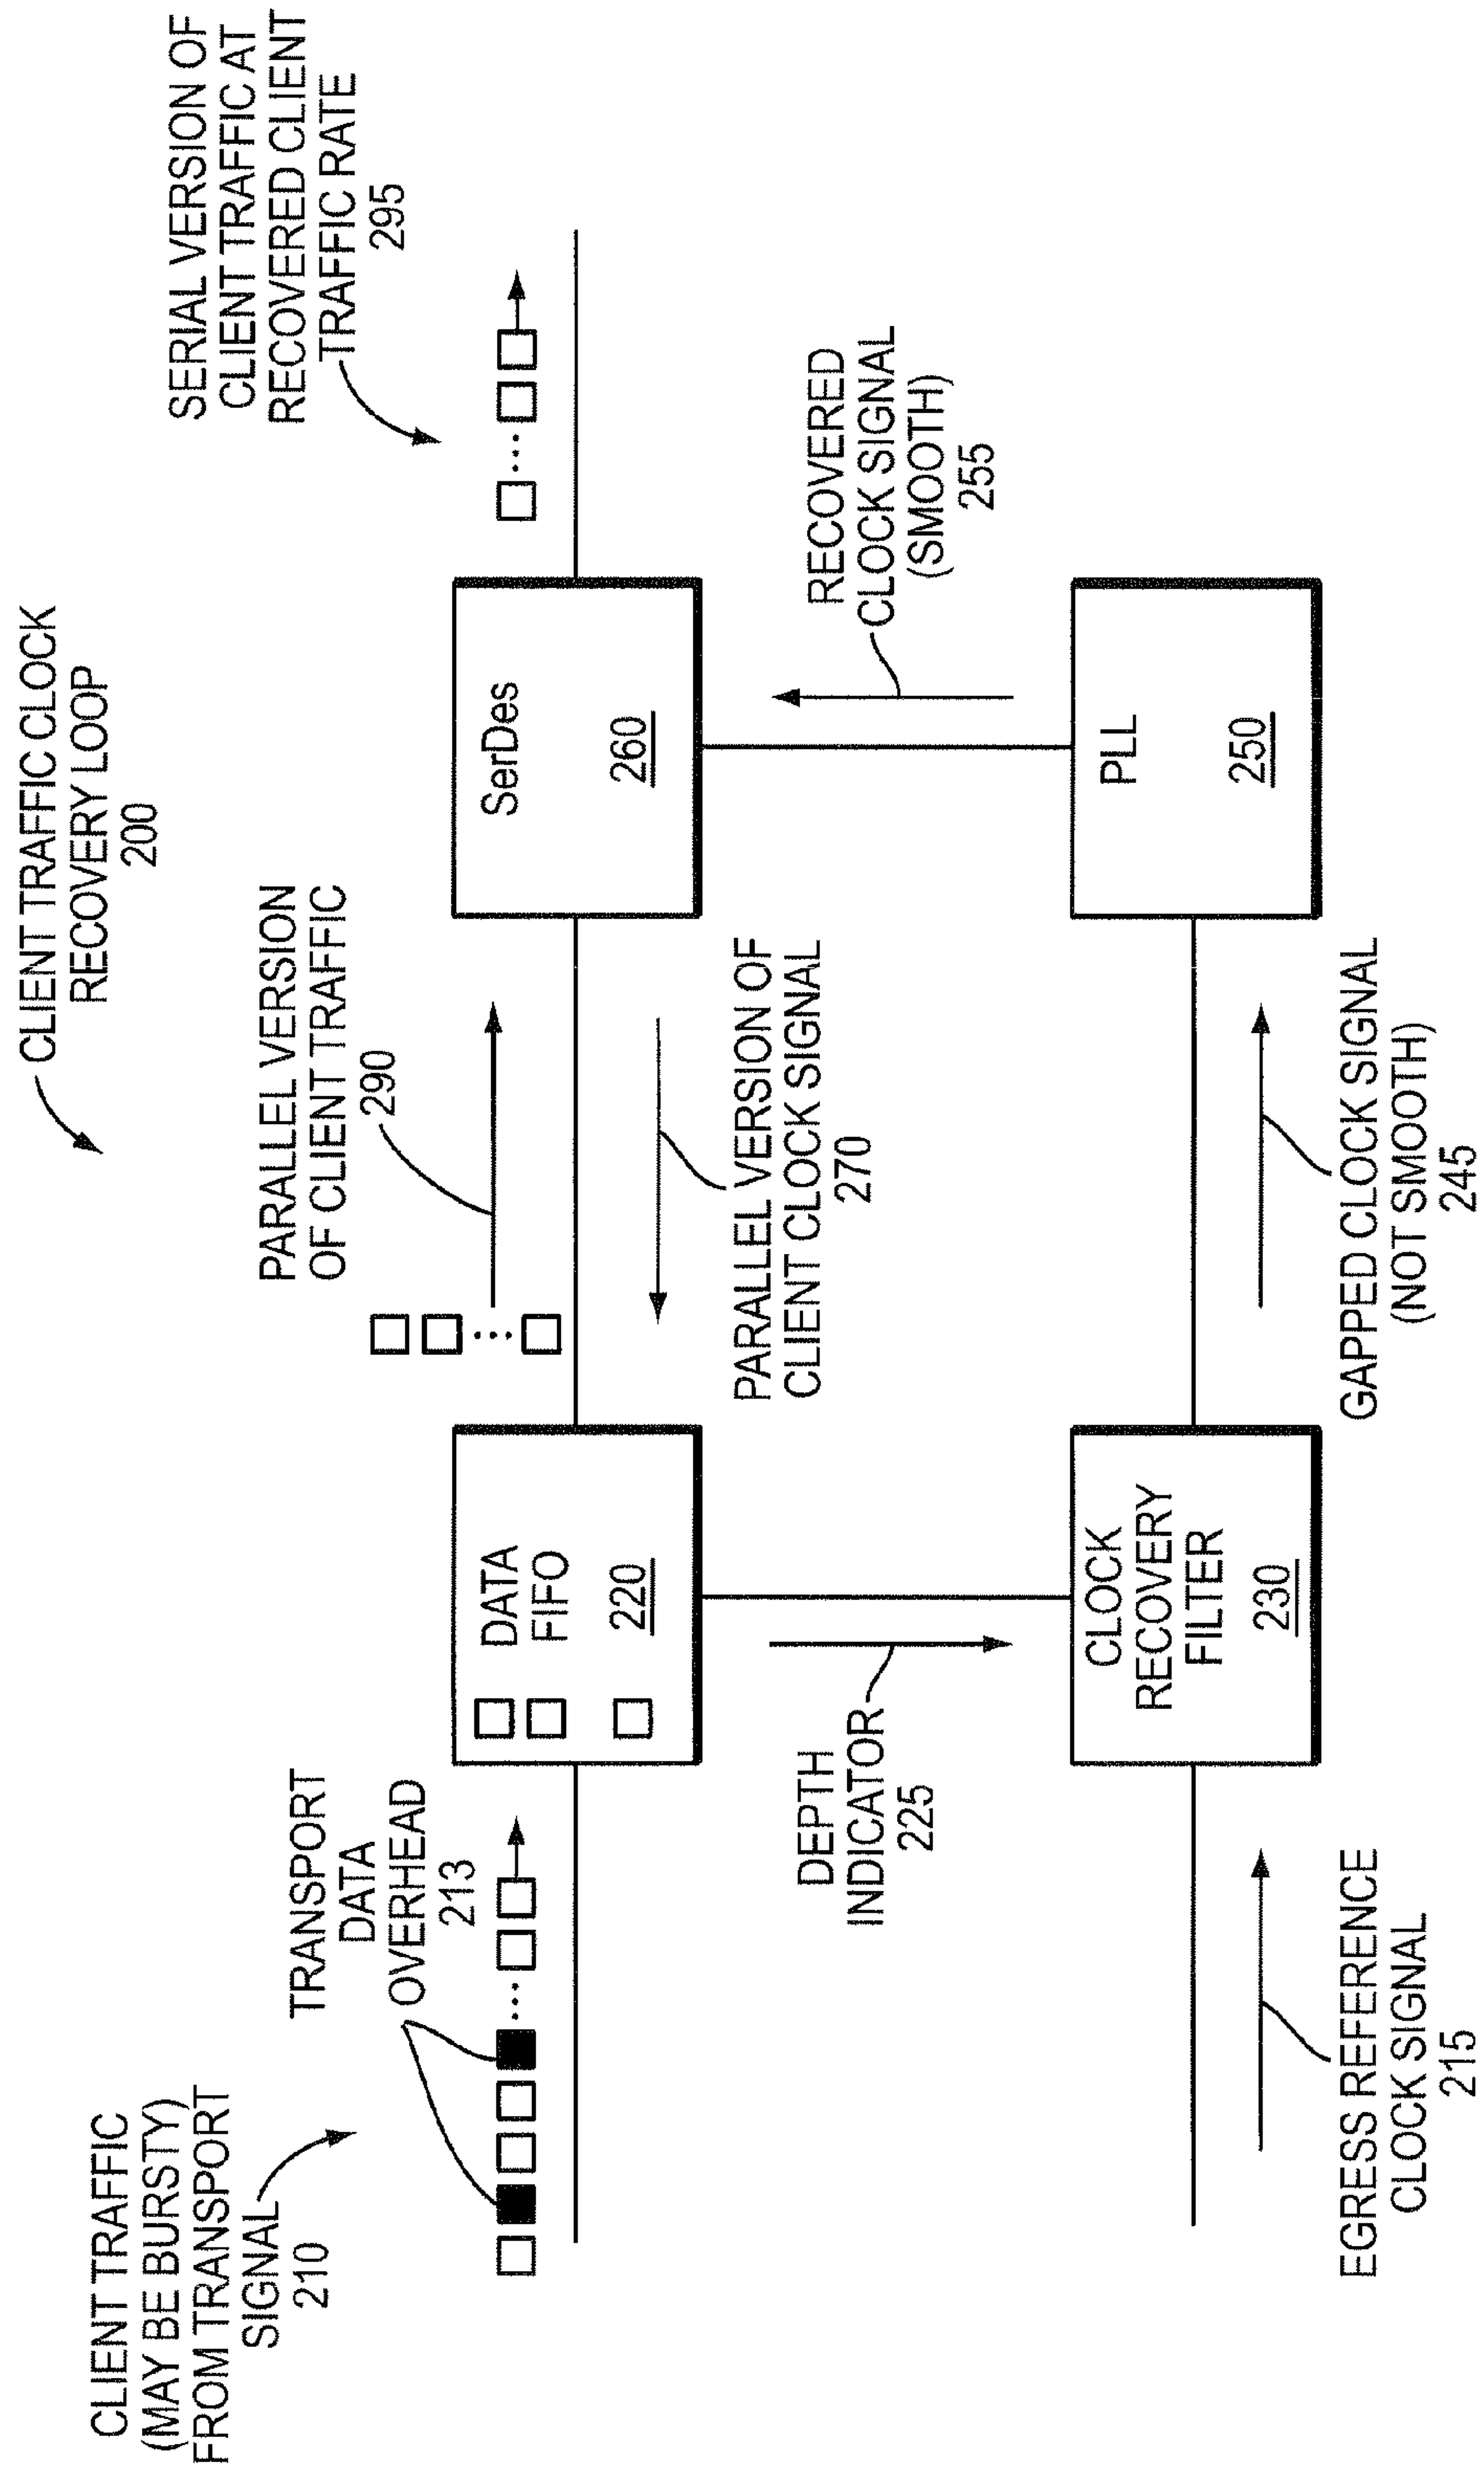 CLIENT TRAFFIC CLOCK
RECOVERY LOOP
200
CLIENT TRAFFIC
(MAY BE BURSTY)
FROM TRANSPORT
SIGNAL
210
TRANSPORT
DATA
OVERHEAD
213
DATA
FIFO
220
PARALLEL VERSION
OF CLIENT TRAFFIC
290
PARALLEL VERSION OF
CLIENT CLOCK SIGNAL
270
SerDes
260
SERIAL VERSION OF
CLIENT TRAFFIC AT
RECOVERED CLIENT
TRAFFIC RATE
295
DEPTH
INDICATOR
225
RECOVERED
CLOCK SIGNAL
(SMOOTH)
255
EGRESS REFERENCE
CLOCK SIGNAL
215
CLOCK
RECOVERY
FILTER
230
GAPPED CLOCK SIGNAL
(NOT SMOOTH)
245
PLL
250